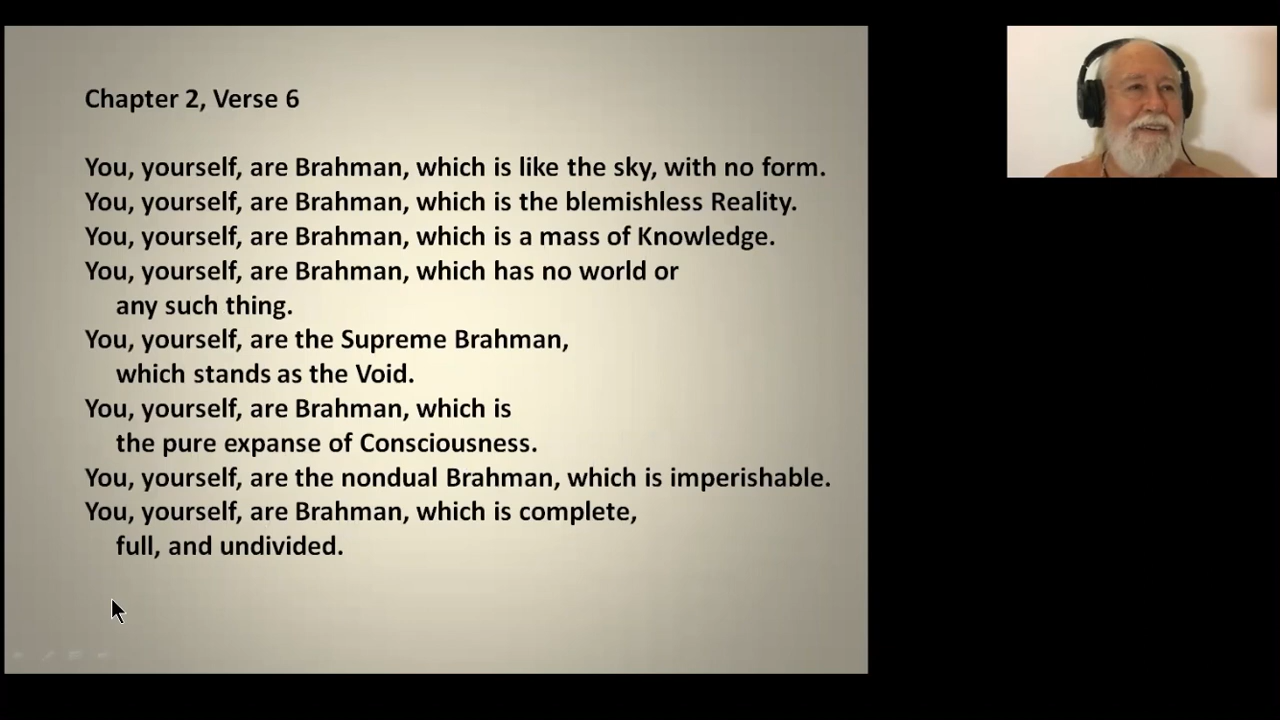 Chapter 2, Verse 6
You, yourself, are Brahman, which is like the sky, with no form.
You, yourself, are Brahman, which is the blemishless Reality.
You, yourself, are Brahman, which is a mass of Knowledge.
You, yourself, are Brahman, which has no world or
any such thing.
You, yourself, are the Supreme Brahman,
which stands as the Void.
You, yourself, are Brahman, which is
the pure expanse of Consciousness.
You, yourself, are the nondual Brahman, which is imperishable.
You, yourself, are Brahman, which is complete,
full, and undivided.